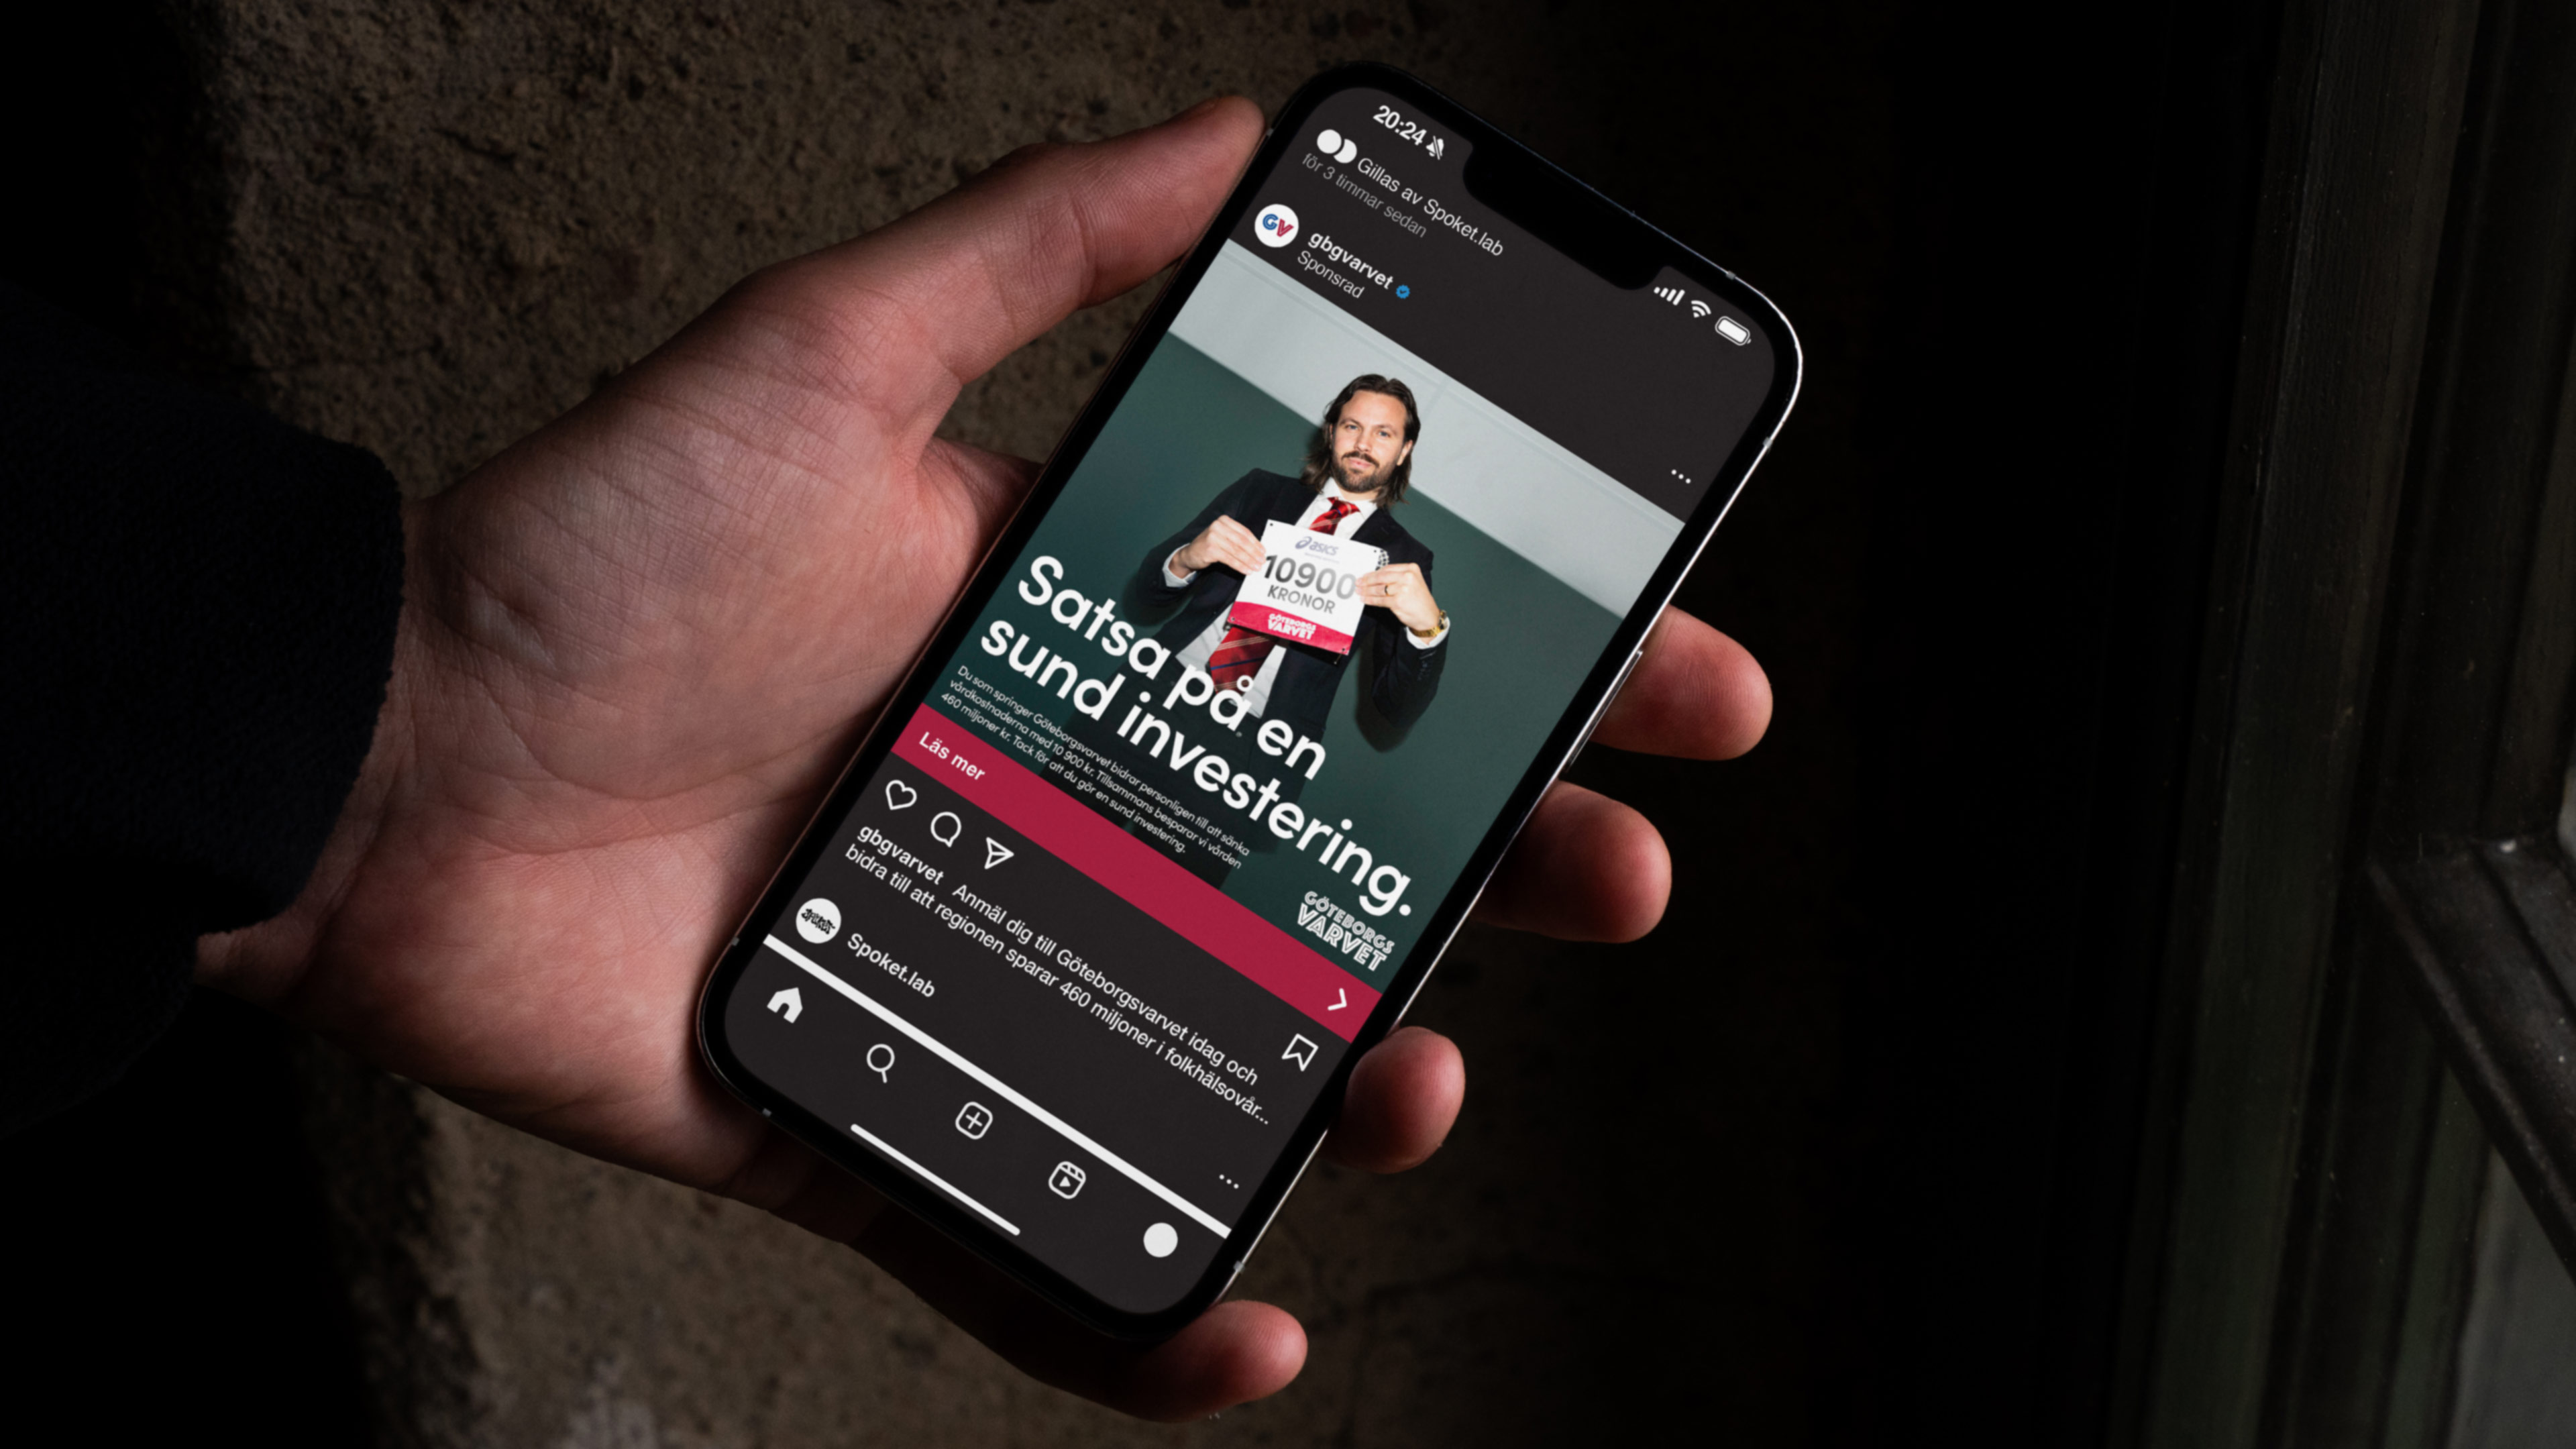 20:24
Gillas av Spoket.lab
för 3 timmar sedan
GV
gbgvarvet
Sponsrad
asics
10900
KRONOR
GÖTEBORGS
VARVET
Satsa på en
sund investering.
Du som springer Göteborgsvarvet bidrar personligen till att sänka
vårdkostnaderna med 10 900 kr. Tillsammans besparar vi vården
460 miljoner kr. Tack för att du gör en sund investering.
GÖTEBORGS
VARVET
Läs mer
gbgvarvet Anmäl dig till Göteborgsvarvet idag och
bidra till att regionen sparar 460 miljoner i folkhälsovår...
Spoket.lab